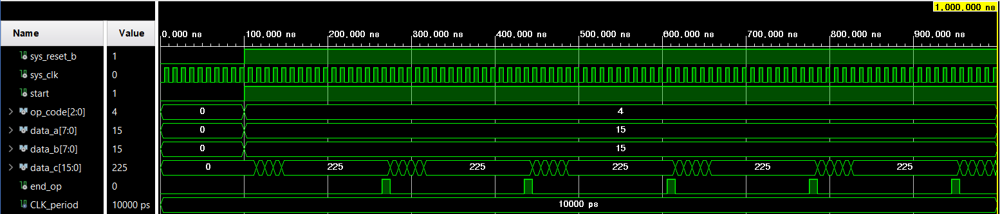 1,000.000 ns
Name Value 0.000 ns 100.000 ns 200.000 ns 300.000 ns 400.000 ns 500.000 ns 600.000 ns 700.000 ns 800.000 ns 900.000 ns
sys_reset_b 1
sys_clk 0
start 1
op_code[2:0] 4 0 4
data_a[7:0] 15 0 15
data_b[7:0] 15 0 15
data_c[15:0] 225 0 225 225 225 225 225
end_op 0
CLK_period 10000 ps 10000 ps